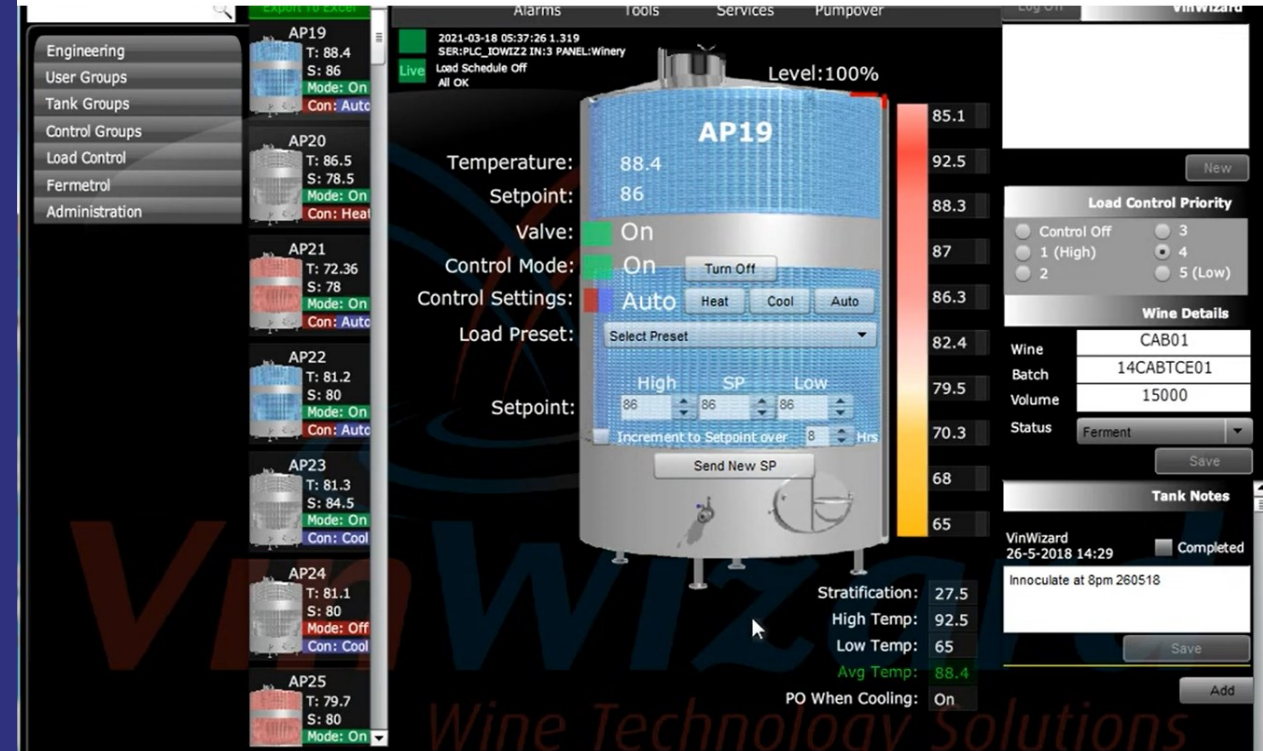 Export To Excel
Alarms Tools Services Pumpover
Log Off VinWizard
Engineering
User Groups
Tank Groups
Control Groups
Load Control
Fermetrol
Administration
AP19
T: 88.4
S: 86
Mode: On
Con: Auto
AP20
T: 86.5
S: 78.5
Mode: On
Con: Heat
AP21
T: 72.36
S: 78
Mode: On
Con: Auto
AP22
T: 81.2
S: 80
Mode: On
Con: Auto
AP23
T: 81.3
S: 84.5
Mode: On
Con: Cool
AP24
T: 81.1
S: 80
Mode: Off
Con: Cool
AP25
T: 79.7
S: 80
Mode: On
2021-03-18 05:37:26 1.319
SER:PLC_IOWIZ2 IN:3 PANEL:Winery
Live Load Schedule Off
All OK
Level:100%
AP19
Temperature: 88.4
Setpoint: 86
Valve: On
Control Mode: On Turn Off
Control Settings: Auto Heat Cool Auto
Load Preset: Select Preset
High SP Low
Setpoint: 86 86 86
Increment to Setpoint over 8 Hrs
Send New SP
85.1
92.5
88.3
87
86.3
82.4
79.5
70.3
68
65
Stratification: 27.5
High Temp: 92.5
Low Temp: 65
Avg Temp: 88.4
PO When Cooling: On
New
Load Control Priority
Control Off 3
1 (High) 4
2 5 (Low)
Wine Details
Wine CAB01
Batch 14CABTCE01
Volume 15000
Status Ferment
Save
Tank Notes
VinWizard
26-5-2018 14:29 Completed
Innoculate at 8pm 260518
Save
Add
VinWizard
Wine Technology Solutions